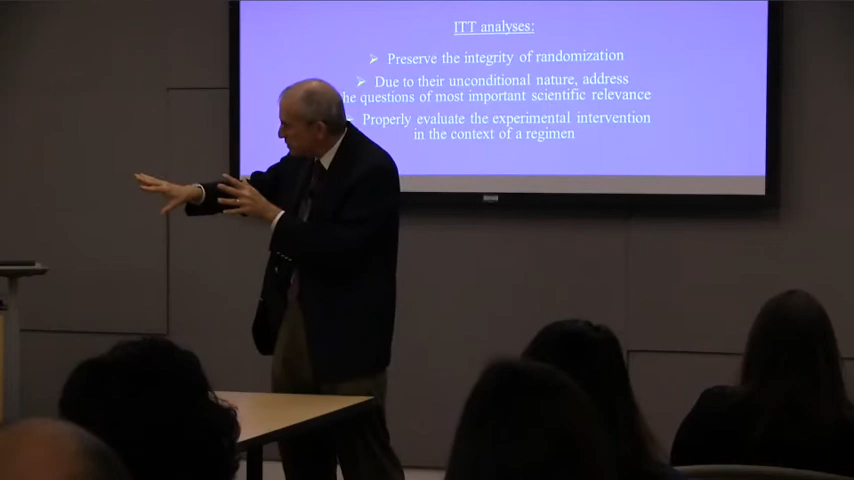 ITT analyses:
➢ Preserve the integrity of randomization
➢ Due to their unconditional nature, address
he questions of most important scientific relevance
Properly evaluate the experimental intervention
in the context of a regimen